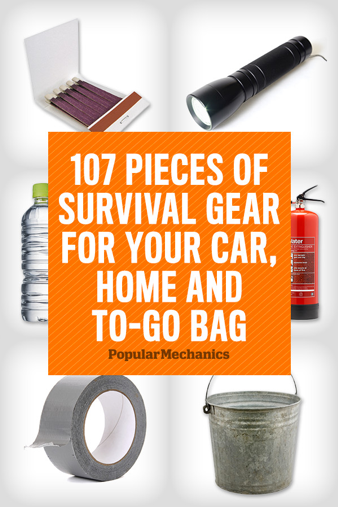 107 PIECES OF
SURVIVAL GEAR
FOR YOUR CAR,
HOME AND
TO-GO BAG
PopularMechanics